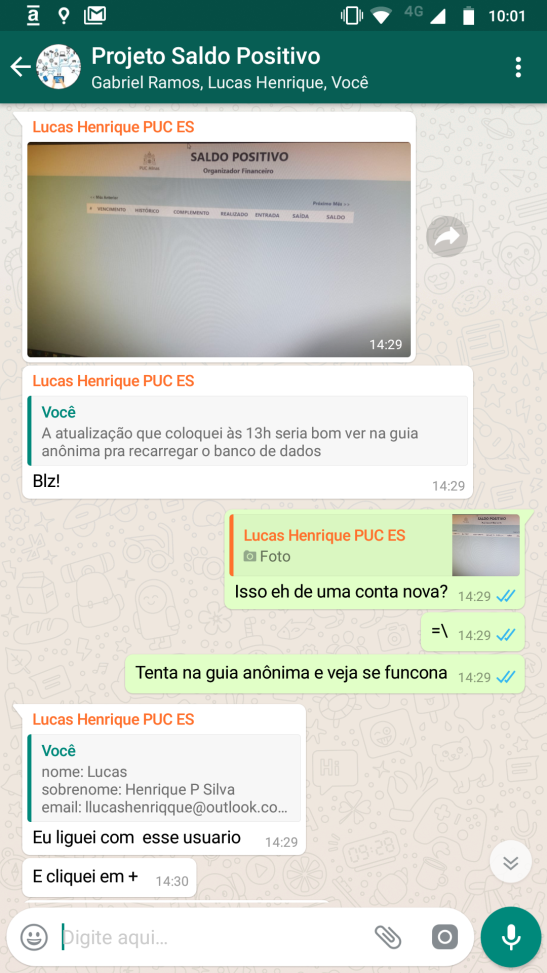 4G 10:01
Projeto Saldo Positivo
Gabriel Ramos, Lucas Henrique, Você
Lucas Henrique PUC ES
SALDO POSITIVO
Organizador Financeiro
Próximo Mês >>
# VENCIMENTO HISTÓRICO COMPLEMENTO REALIZADO ENTRADA SAÍDA SALDO
14:29
Lucas Henrique PUC ES
Você
A atualização que coloquei às 13h seria bom ver na guia
anônima pra recarregar o banco de dados
Blz! 14:29
Lucas Henrique PUC ES
Foto
SALDO POSITIVO
Isso eh de uma conta nova? 14:29
=\ 14:29
Tenta na guia anônima e veja se funcona 14:29
Lucas Henrique PUC ES
Você
nome: Lucas
sobrenome: Henrique P Silva
email: llucashenriqque@outlook.co...
Eu liguei com esse usuario 14:29
E cliquei em + 14:30
Digite aqui...